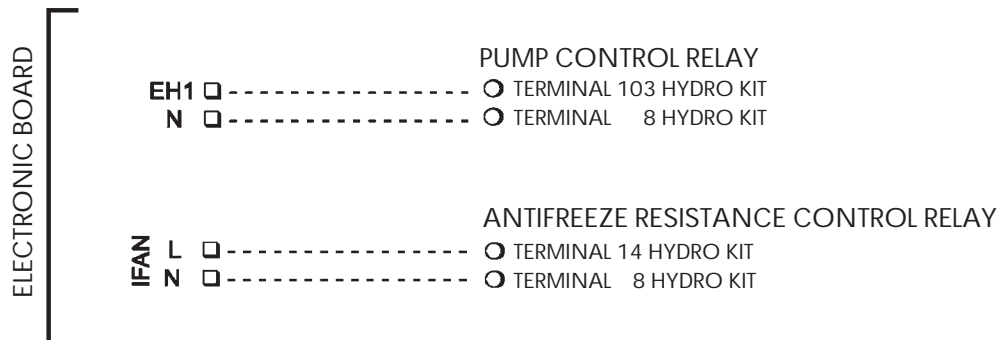 ELECTRONIC BOARD
PUMP CONTROL RELAY
EH1 TERMINAL 103 HYDRO KIT
N TERMINAL 8 HYDRO KIT
ANTIFREEZE RESISTANCE CONTROL RELAY
IFAN
L TERMINAL 14 HYDRO KIT
N TERMINAL 8 HYDRO KIT